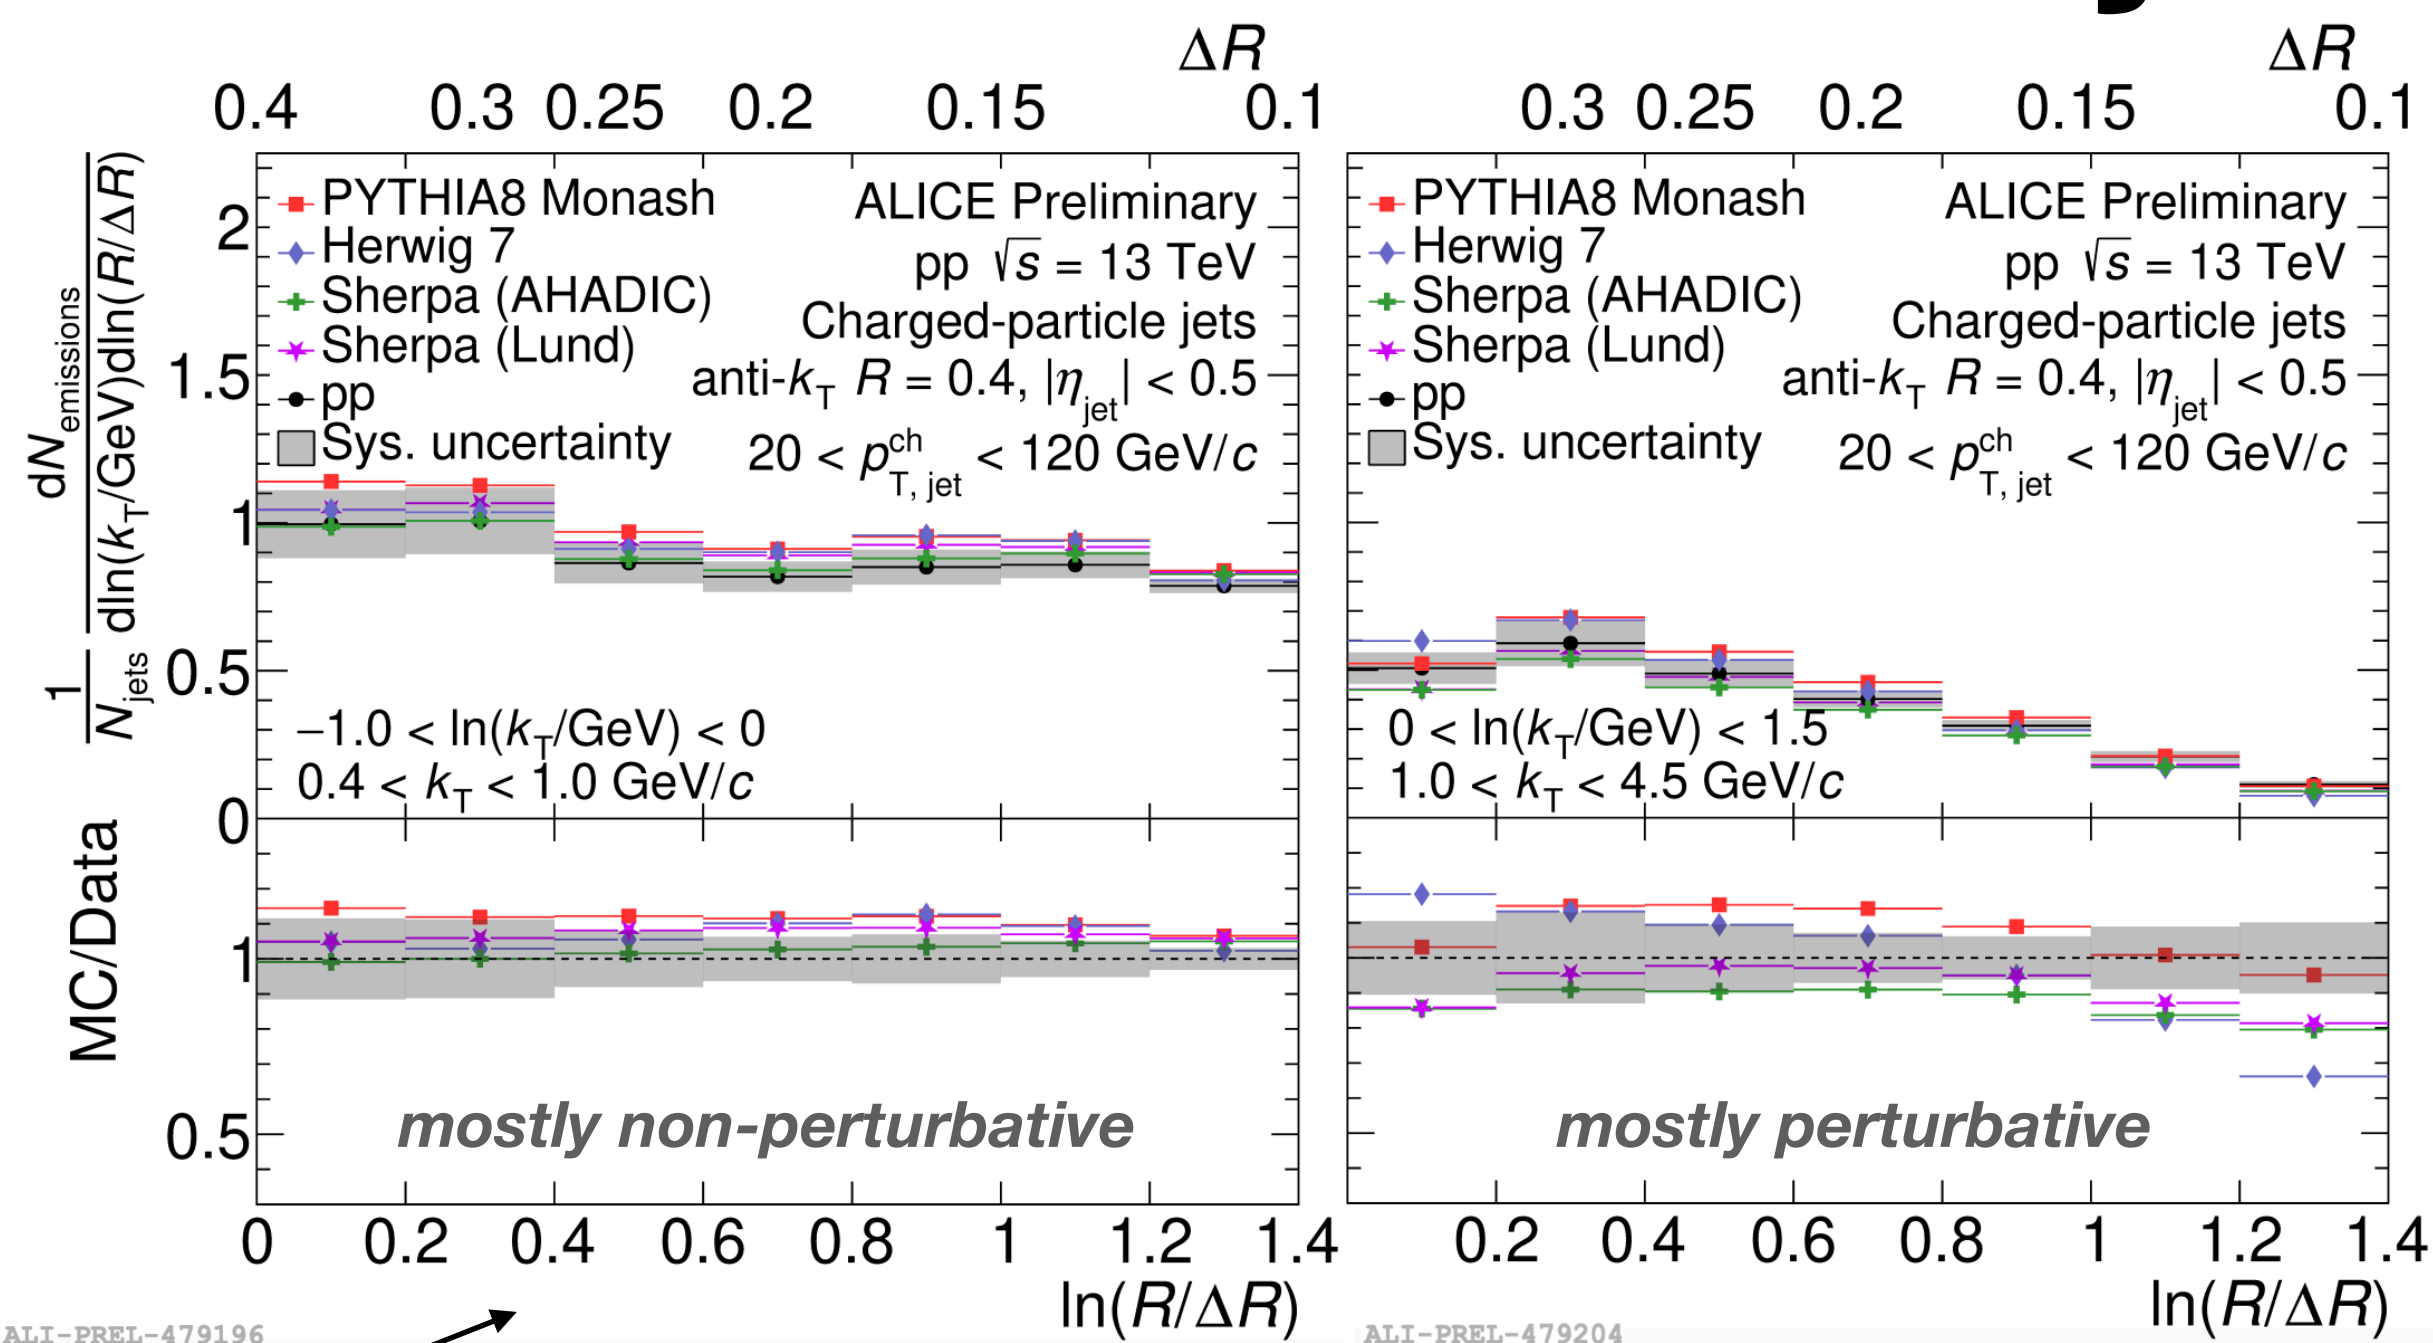 ΔR
0.4 0.3 0.25 0.2 0.15 0.1
PYTHIA8 Monash
Herwig 7
Sherpa (AHADIC)
Sherpa (Lund)
pp
Sys. uncertainty
ALICE Preliminary
pp √s = 13 TeV
Charged-particle jets
anti-kT R = 0.4, |ηjet| < 0.5
20 < pT, jet ch < 120 GeV/c
–1.0 < ln(kT/GeV) < 0
0.4 < kT < 1.0 GeV/c
1/Njets dNemissions/dln(kT/GeV)dln(R/ΔR)
2
1.5
1
0.5
0
MC/Data
1
0.5
mostly non-perturbative
0 0.2 0.4 0.6 0.8 1 1.2 1.4
ln(R/ΔR)
ALI-PREL-479196
ΔR
0.3 0.25 0.2 0.15 0.1
PYTHIA8 Monash
Herwig 7
Sherpa (AHADIC)
Sherpa (Lund)
pp
Sys. uncertainty
ALICE Preliminary
pp √s = 13 TeV
Charged-particle jets
anti-kT R = 0.4, |ηjet| < 0.5
20 < pT, jet ch < 120 GeV/c
0 < ln(kT/GeV) < 1.5
1.0 < kT < 4.5 GeV/c
mostly perturbative
0.2 0.4 0.6 0.8 1 1.2 1.4
ln(R/ΔR)
ALI-PREL-479204